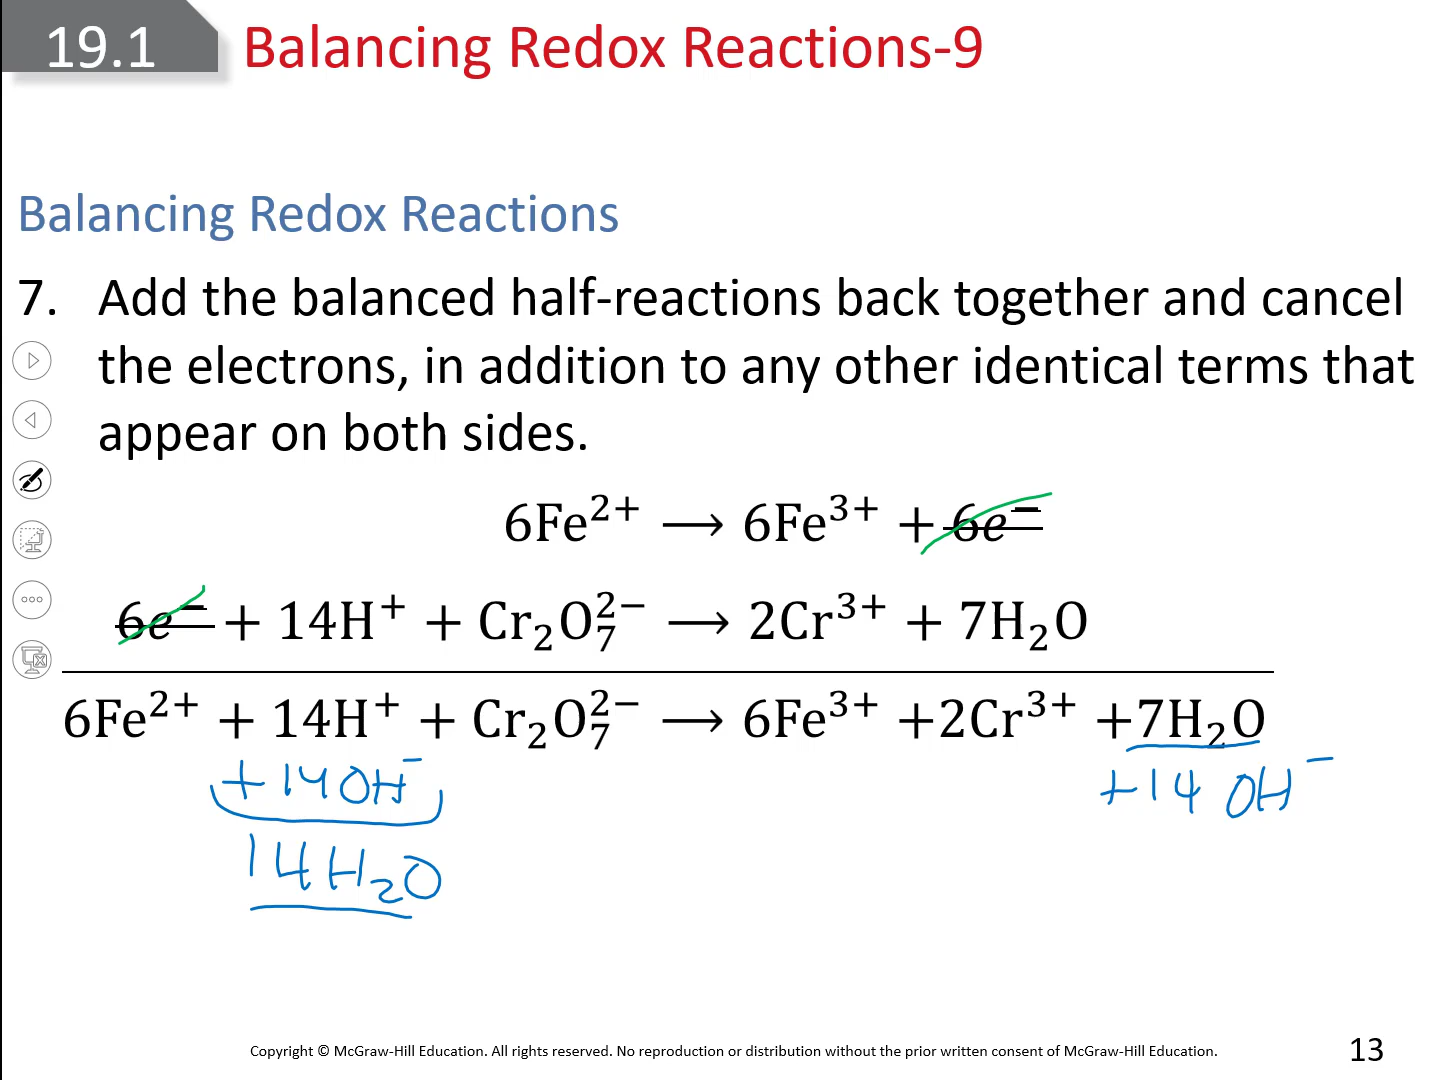 19.1 Balancing Redox Reactions-9
Balancing Redox Reactions
7. Add the balanced half-reactions back together and cancel
the electrons, in addition to any other identical terms that
appear on both sides.
6Fe²⁺ ⟶ 6Fe³⁺ + 6e⁻
6e⁻ + 14H⁺ + Cr₂O₇²⁻ ⟶ 2Cr³⁺ + 7H₂O
6Fe²⁺ + 14H⁺ + Cr₂O₇²⁻ ⟶ 6Fe³⁺ +2Cr³⁺ +7H₂O
+14OH⁻ +14 OH⁻
14H₂O
Copyright © McGraw-Hill Education. All rights reserved. No reproduction or distribution without the prior written consent of McGraw-Hill Education.
13